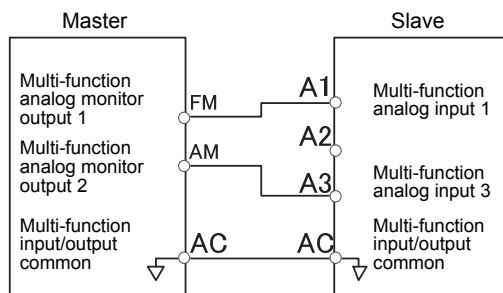 Master
Slave
Multi-function
analog monitor
output 1
FM
A1
Multi-function
analog input 1
A2
Multi-function
analog monitor
output 2
AM
A3
Multi-function
analog input 3
Multi-function
input/output
common
AC
AC
Multi-function
input/output
common